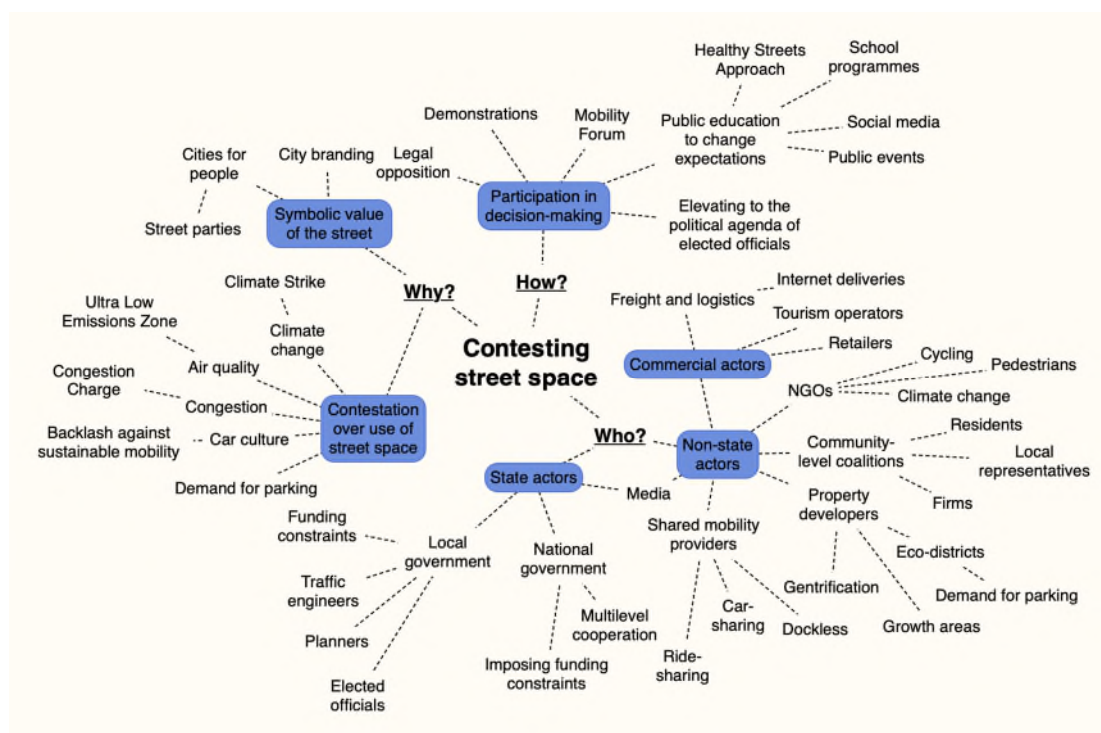 Healthy Streets
Approach
School
programmes
Demonstrations
Mobility
Forum
Public education
to change
expectations
Social media
Public events
Cities for
people
City branding
Legal
opposition
Street parties
Symbolic value
of the street
Participation in
decision-making
Elevating to the
political agenda of
elected officials
Why?
How?
Climate Strike
Ultra Low
Emissions Zone
Climate
change
Air quality
Congestion
Charge
Congestion
Backlash against
sustainable mobility
Car culture
Demand for parking
Contestation
over use of
street space
Contesting
street space
Internet deliveries
Freight and logistics
Tourism operators
Retailers
Commercial actors
Cycling
Pedestrians
NGOs
Climate change
Who?
Non-state
actors
Community-
level coalitions
Residents
Local
representatives
Firms
State actors
Media
Property
developers
Shared mobility
providers
Eco-districts
Gentrification
Demand for parking
Growth areas
Car-
sharing
Dockless
Ride-
sharing
Funding
constraints
Local
government
National
government
Traffic
engineers
Planners
Multilevel
cooperation
Imposing funding
constraints
Elected
officials